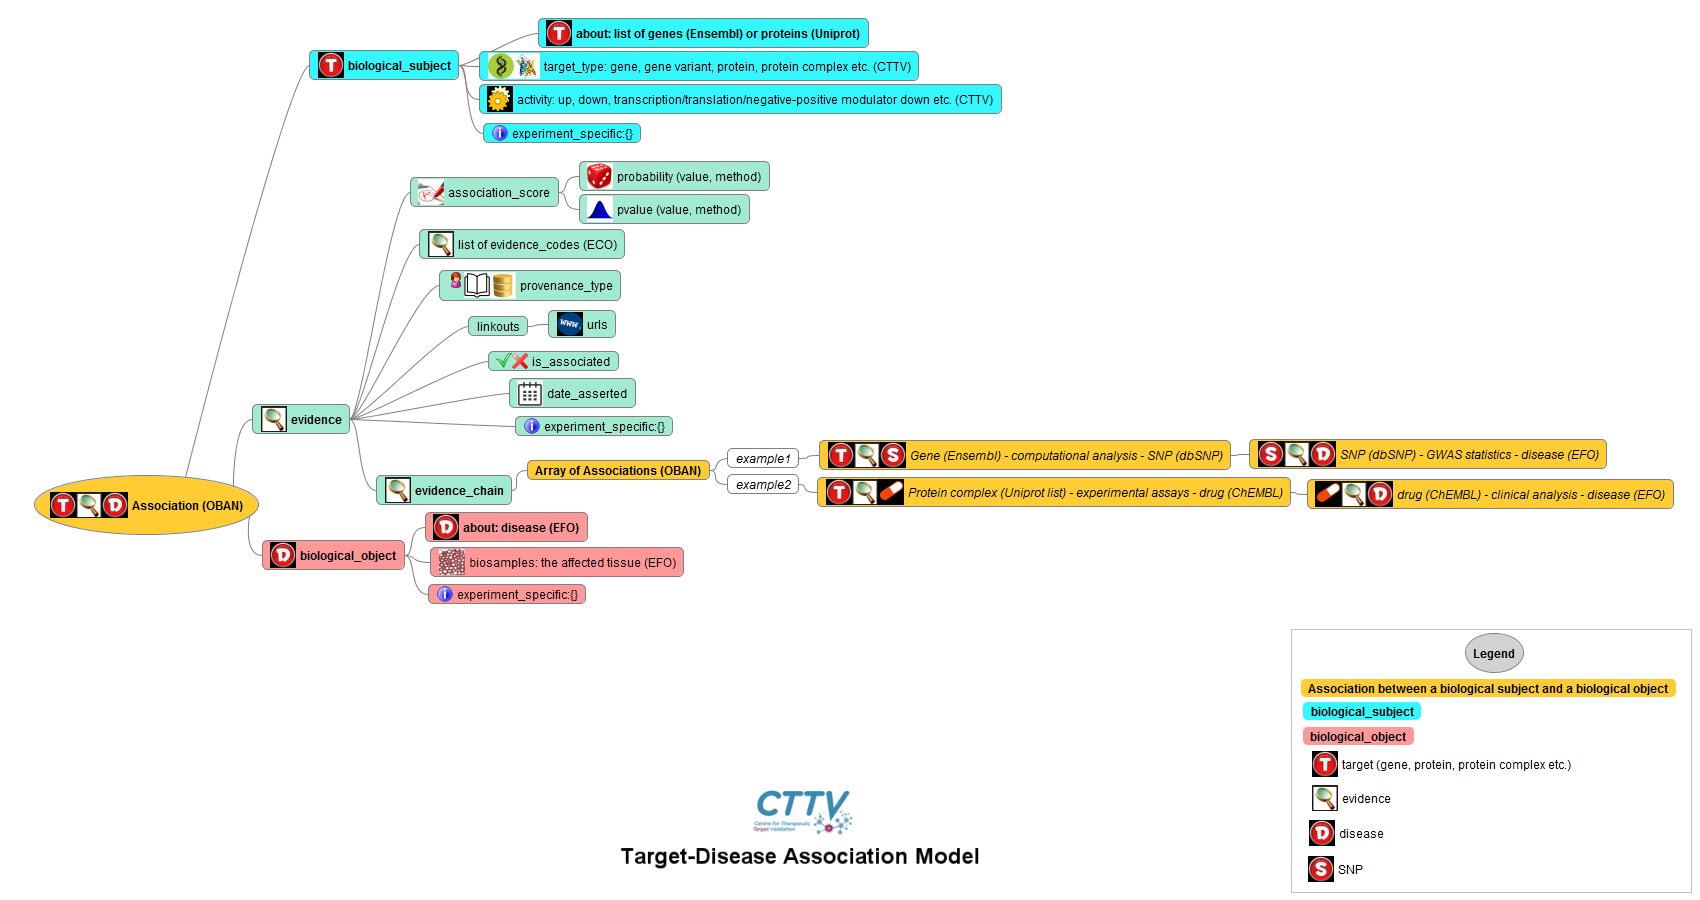 about: list of genes (Ensembl) or proteins (Uniprot)
biological_subject
target_type: gene, gene variant, protein, protein complex etc. (CTTV)
activity: up, down, transcription/translation/negative-positive modulator down etc. (CTTV)
experiment_specific:{}
association_score
probability (value, method)
pvalue (value, method)
list of evidence_codes (ECO)
provenance_type
linkouts
www.
urls
is_associated
date_asserted
evidence
experiment_specific:{}
evidence_chain
Array of Associations (OBAN)
example1
T S Gene (Ensembl) - computational analysis - SNP (dbSNP)
S D SNP (dbSNP) - GWAS statistics - disease (EFO)
example2
T Protein complex (Uniprot list) - experimental assays - drug (ChEMBL)
D drug (ChEMBL) - clinical analysis - disease (EFO)
T D Association (OBAN)
D biological_object
D about: disease (EFO)
biosamples: the affected tissue (EFO)
experiment_specific:{}
Legend
Association between a biological subject and a biological object
biological_subject
biological_object
T target (gene, protein, protein complex etc.)
evidence
D disease
S SNP
CTTV
Centre for Therapeutic
Target Validation
Target-Disease Association Model